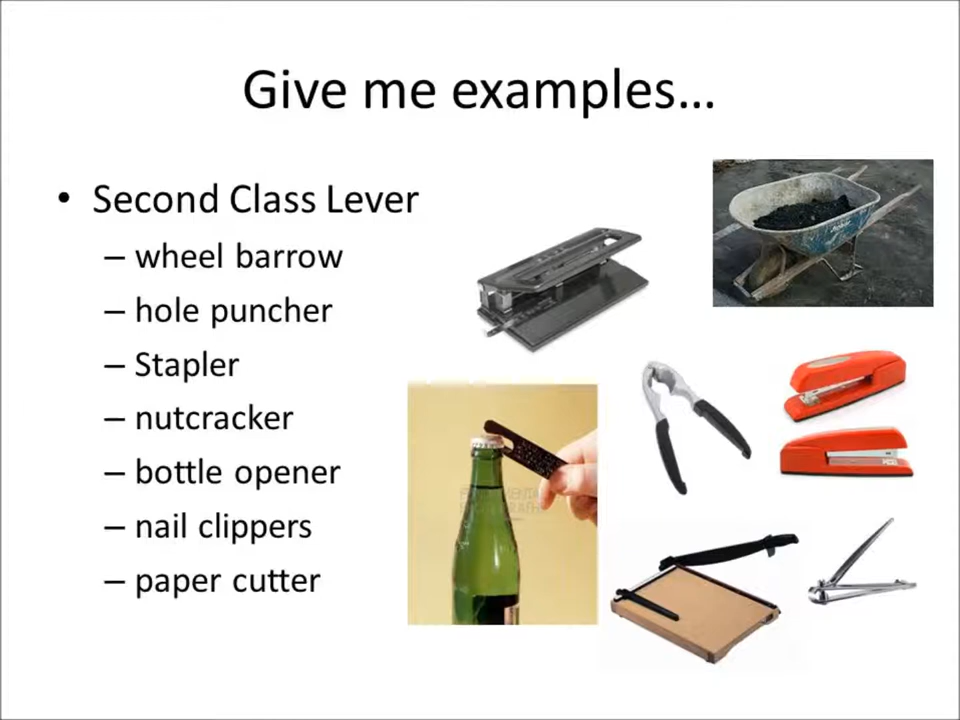 Give me examples...
• Second Class Lever
– wheel barrow
– hole puncher
– Stapler
– nutcracker
– bottle opener
– nail clippers
– paper cutter